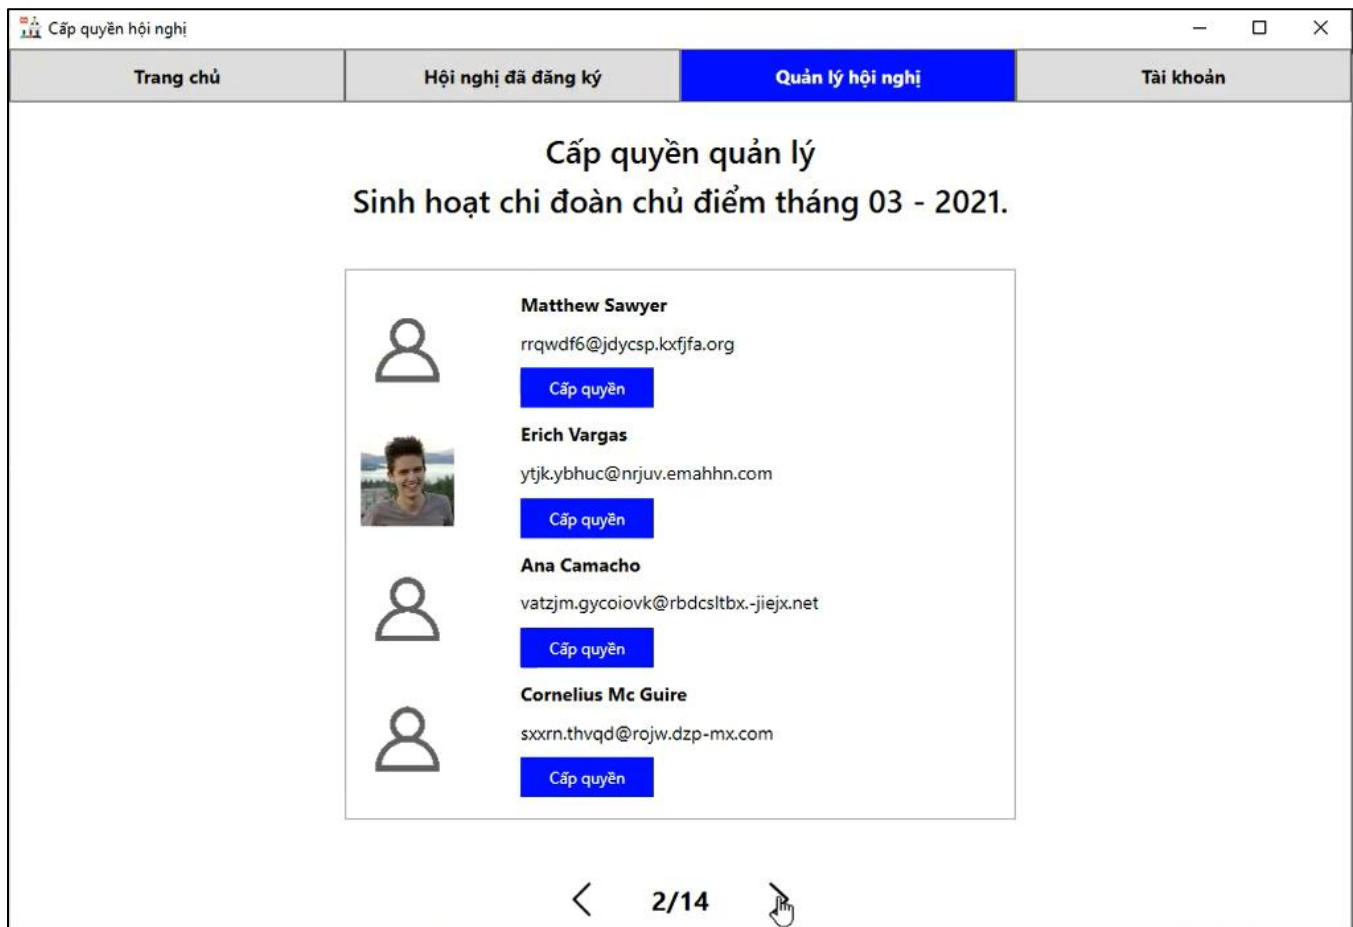 Cấp quyền hội nghị
Trang chủ
Hội nghị đã đăng ký
Quản lý hội nghị
Tài khoản
Cấp quyền quản lý
Sinh hoạt chi đoàn chủ điểm tháng 03 - 2021.
Matthew Sawyer
rrqwdf6@jdycsp.kxfjfa.org
Cấp quyền
Erich Vargas
ytjk.ybhuc@nrjuv.emahhn.com
Cấp quyền
Ana Camacho
vatzjm.gycoiovk@rbdcsltbx.-jiejx.net
Cấp quyền
Cornelius Mc Guire
sxxrn.thvqd@rojw.dzp-mx.com
Cấp quyền
2/14